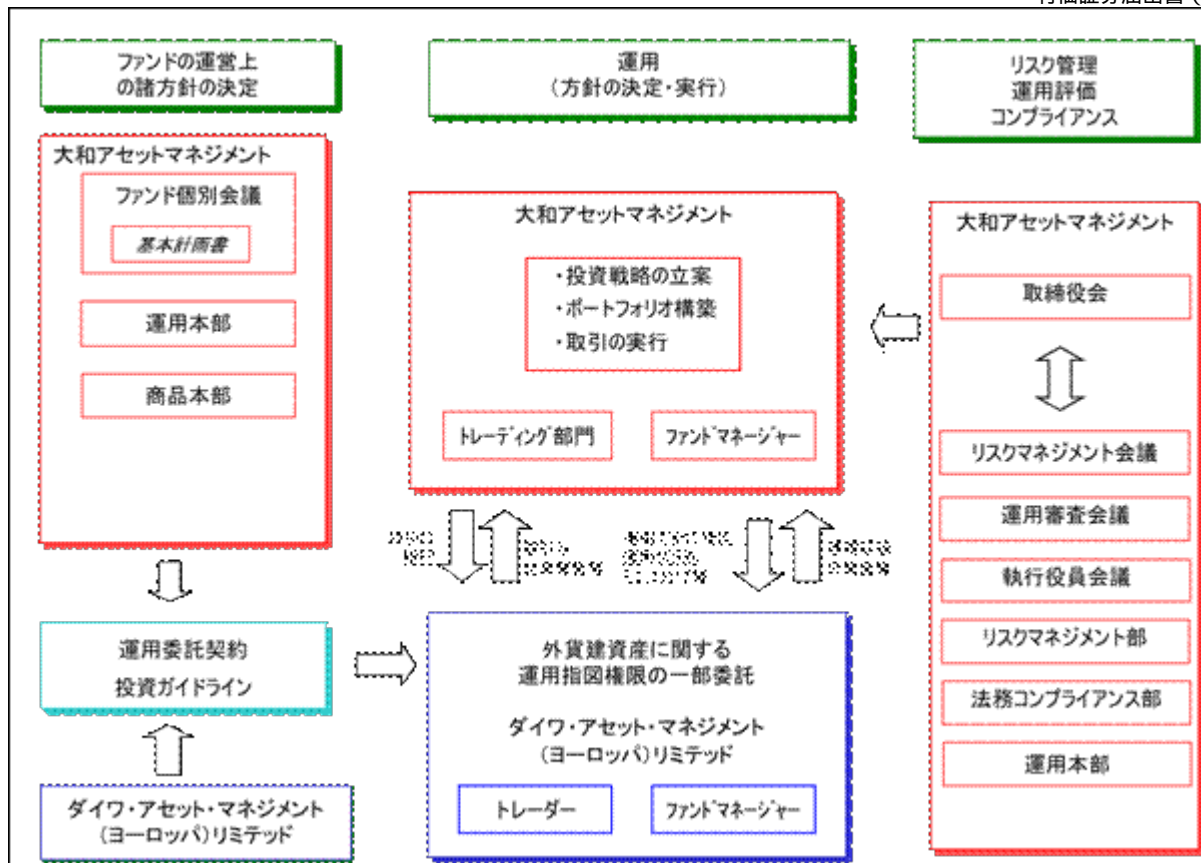 ファンドの運営上
の諸方針の決定
運用
(方針の決定・実行)
リスク管理
運用評価
コンプライアンス
大和アセットマネジメント
ファンド個別会議
基本計画書
運用本部
商品本部
大和アセットマネジメント
・投資戦略の立案
・ポートフォリオ構築
・取引の実行
トレーディング部門
ファンドマネージャー
大和アセットマネジメント
取締役会
リスクマネジメント会議
運用審査会議
執行役員会議
リスクマネジメント部
法務コンプライアンス部
運用本部
運用委託契約
投資ガイドライン
外貨建資産に関する
運用指図権限の一部委託
ダイワ・アセット・マネジメント
(ヨーロッパ)リミテッド
トレーダー
ファンドマネージャー
ダイワ・アセット・マネジメント
(ヨーロッパ)リミテッド